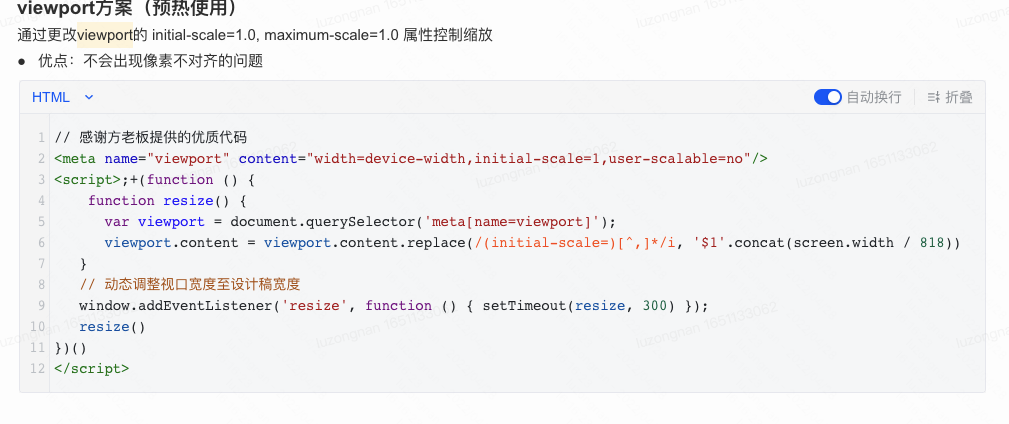 viewport方案（预热使用）
通过更改viewport的 initial-scale=1.0, maximum-scale=1.0 属性控制缩放
● 优点：不会出现像素不对齐的问题
HTML 自动换行 折叠
1 // 感谢方老板提供的优质代码
2 <meta name="viewport" content="width=device-width,initial-scale=1,user-scalable=no"/>
3 <script>;+(function () {
4 function resize() {
5 var viewport = document.querySelector('meta[name=viewport]');
6 viewport.content = viewport.content.replace(/(initial-scale=)[^,]*/i, '$1'.concat(screen.width / 818))
7 }
8 // 动态调整视口宽度至设计稿宽度
9 window.addEventListener('resize', function () { setTimeout(resize, 300) });
10 resize()
11 })()
12 </script>
luzongnan 1651133062